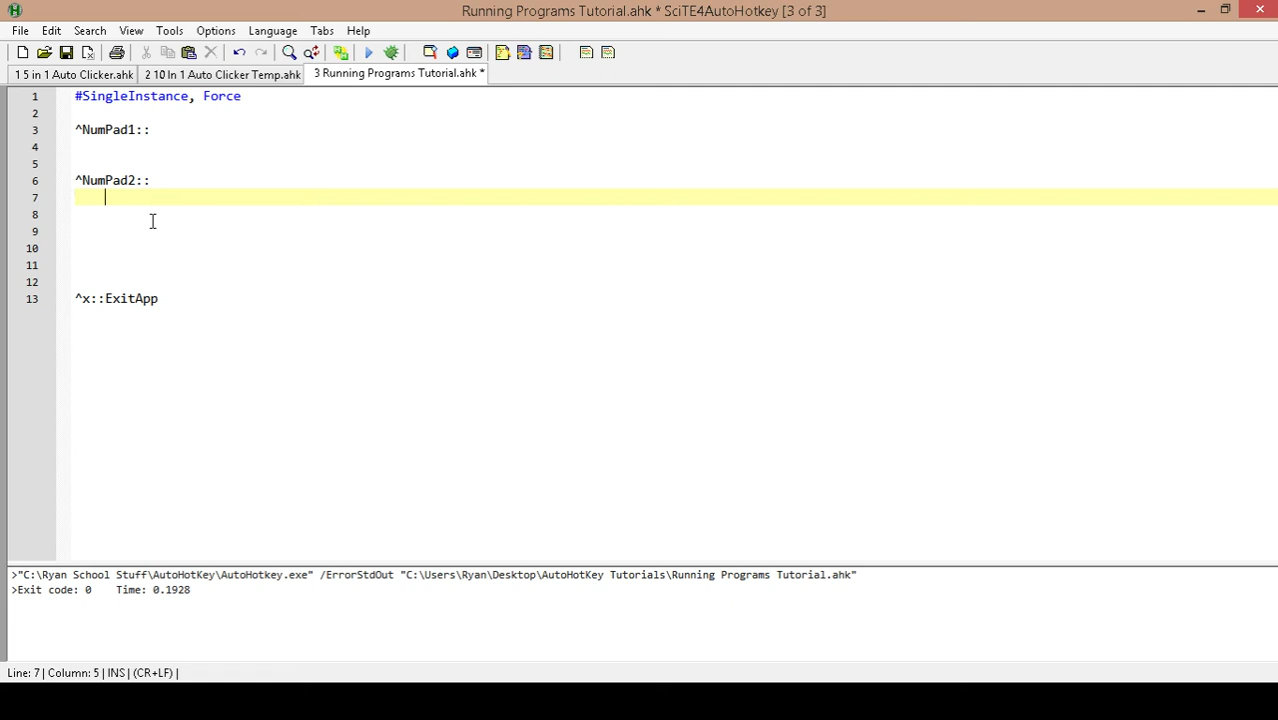 Running Programs Tutorial.ahk * SciTE4AutoHotkey [3 of 3]
File Edit Search View Tools Options Language Tabs Help
1 5 in 1 Auto Clicker.ahk 2 10 In 1 Auto Clicker Temp.ahk 3 Running Programs Tutorial.ahk *
1 #SingleInstance, Force
2
3 ^NumPad1::
4
5
6 ^NumPad2::
7
8
9
10
11
12
13 ^x::ExitApp
>"C:\Ryan School Stuff\AutoHotKey\AutoHotkey.exe" /ErrorStdOut "C:\Users\Ryan\Desktop\AutoHotKey Tutorials\Running Programs Tutorial.ahk"
>Exit code: 0 Time: 0.1928
Line: 7 | Column: 5 | INS | (CR+LF) |